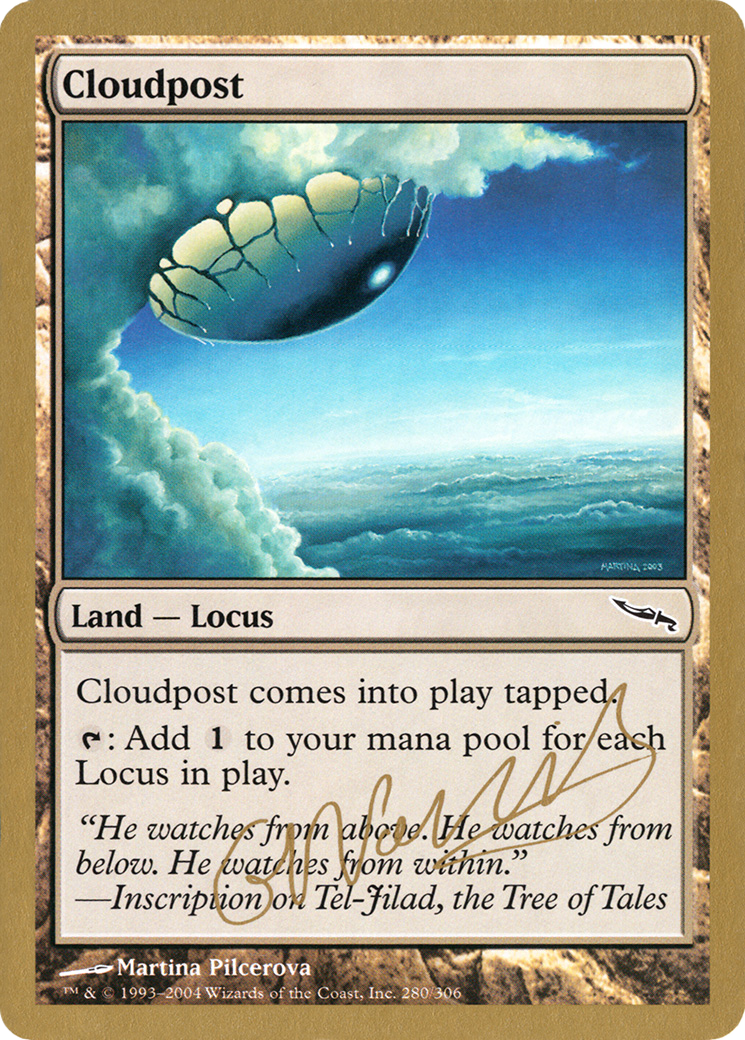 Cloudpost
MARTINA 2003
Land — Locus
Cloudpost comes into play tapped.
: Add 1 to your mana pool for each
Locus in play.
“He watches from above. He watches from
below. He watches from within.”
—Inscription on Tel-Jilad, the Tree of Tales
Martina Pilcerova
™ & © 1993–2004 Wizards of the Coast, Inc. 280/306